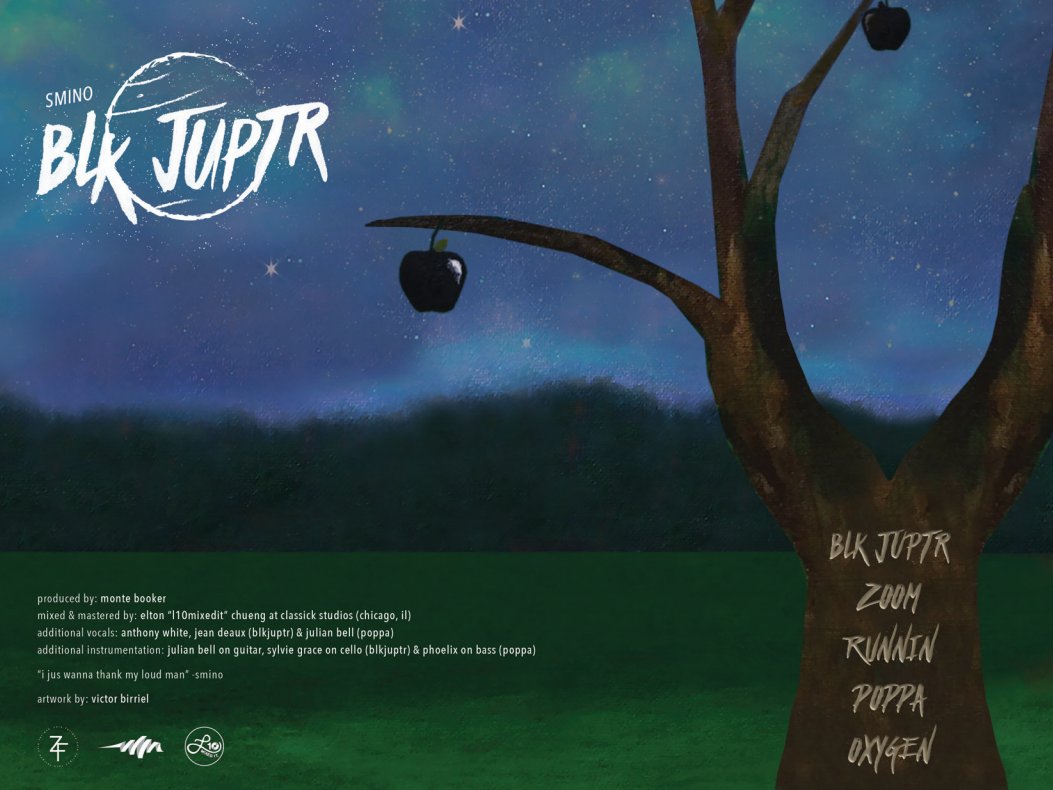 SMINO
BLK JUPTR
BLK JUPTR
ZOOM
RUNNIN
POPPA
OXYGEN
produced by: monte booker
mixed & mastered by: elton “l10mixedit” chueng at classick studios (chicago, il)
additional vocals: anthony white, jean deaux (blkjuptr) & julian bell (poppa)
additional instrumentation: julian bell on guitar, sylvie grace on cello (blkjuptr) & phoelix on bass (poppa)
“i jus wanna thank my loud man” -smino
artwork by: victor birriel
ZF
L10